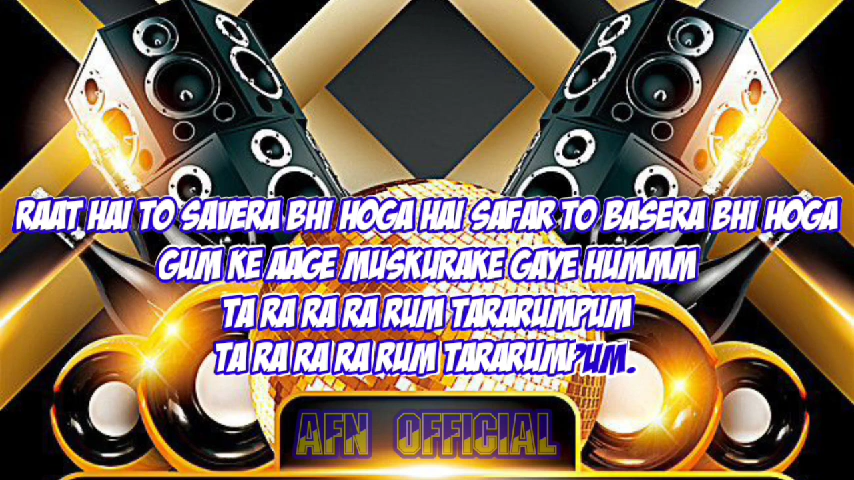 RAAT HAI TO SAVERA BHI HOGA HAI SAFAR TO BASERA BHI HOGA
GUM KE AAGE MUSKURAKE GAYE HUMMM
TA RA RA RA RUM TARARUMPUM
TA RA RA RA RUM TARARUMPUM.
AFN OFFICIAL